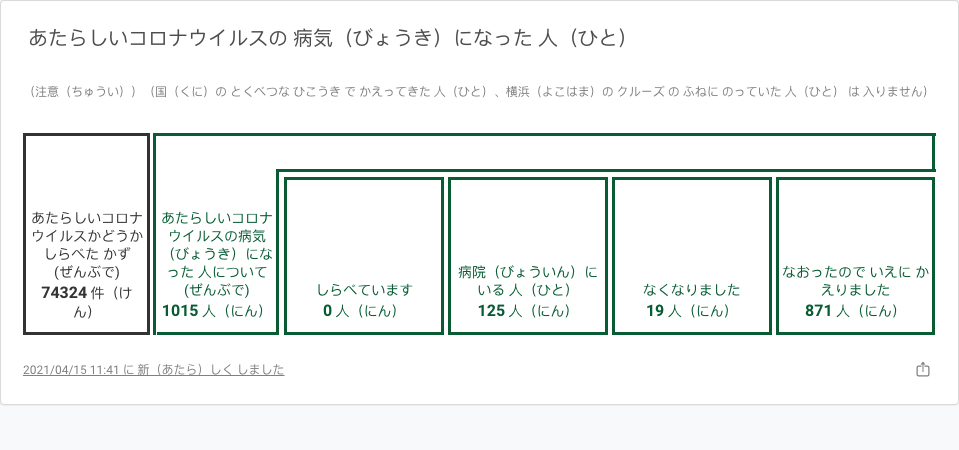 あたらしいコロナウイルスの 病気（びょうき）になった 人（ひと）
（注意（ちゅうい））（国（くに）の とくべつな ひこうき で かえってきた 人（ひと）、横浜（よこはま）の クルーズ の ふねに のっていた 人（ひと） は 入りません）
あたらしいコロナ
ウイルスかどうか
しらべた かず
(ぜんぶで)
74324 件（け
ん）
あたらしいコロナ
ウイルスの病気
（びょうき）にな
った 人について
(ぜんぶで)
1015 人（にん）
しらべています
0 人（にん）
病院（びょういん）に
いる 人（ひと）
125 人（にん）
なくなりました
19 人（にん）
なおったので いえに か
えりました
871 人（にん）
2021/04/15 11:41 に 新（あたら）しく しました